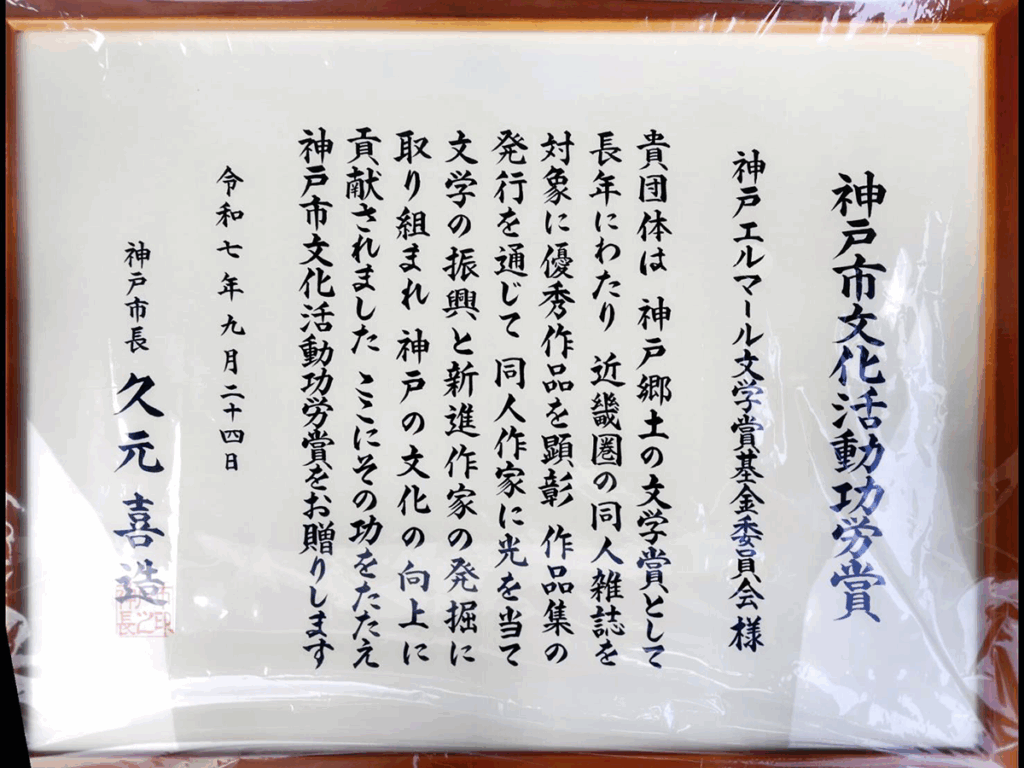 神戸市文化活動功労賞
神戸エルマール文学賞基金委員会様
貴団体は 神戸郷土の文学賞として
長年にわたり 近畿圏の同人雑誌を
対象に優秀作品を顕彰 作品集の
発行を通じて 同人作家に光を当て
文学の振興と新進作家の発掘に
取り組まれ 神戸の文化の向上に
貢献されました ここにその功をたたえ
神戸市文化活動功労賞をお贈りします
令和七年九月二十四日
神戸市長 久元喜造